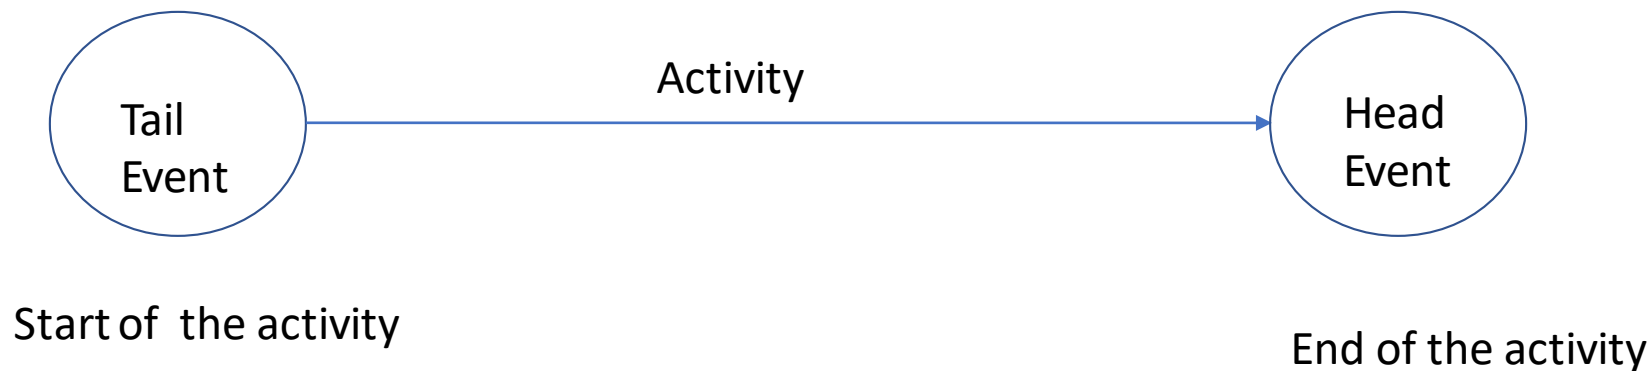 Activity
Tail
Event
Head
Event
Start of the activity
End of the activity